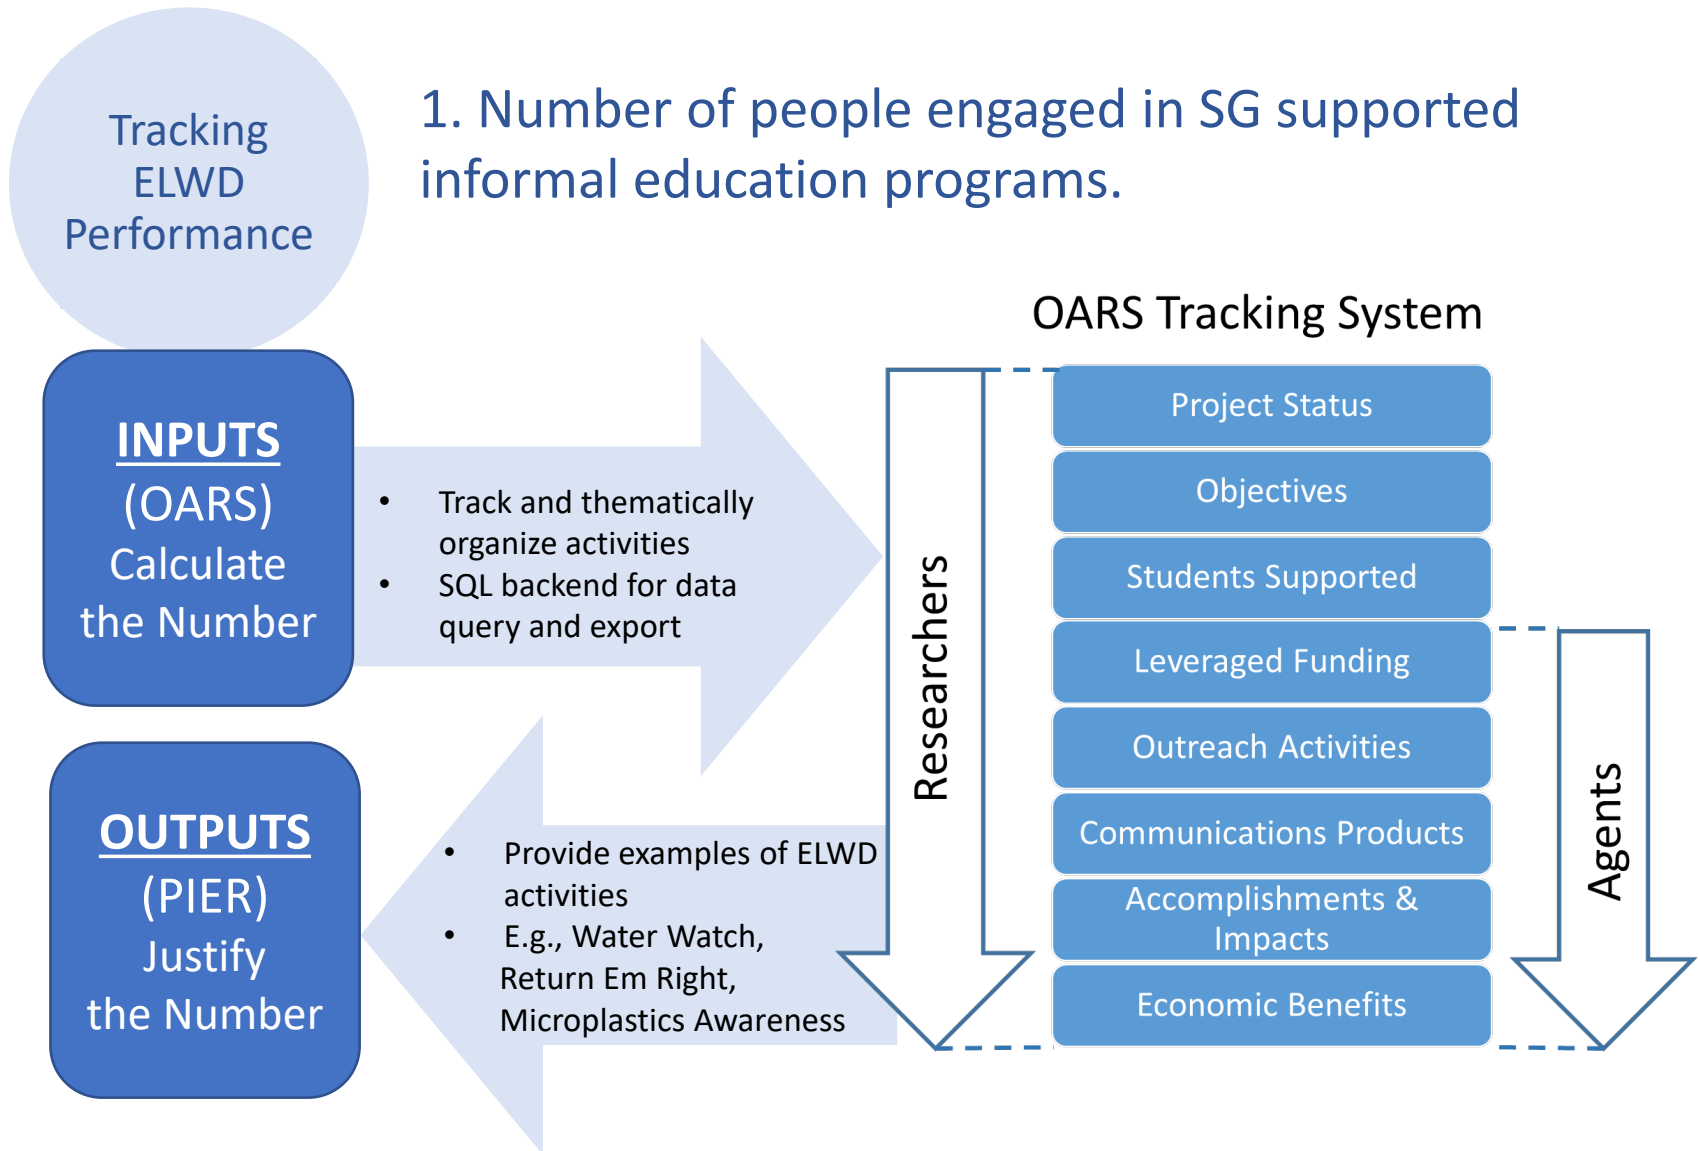 Tracking
ELWD
Performance
1. Number of people engaged in SG supported
informal education programs.
INPUTS
(OARS)
Calculate
the Number
• Track and thematically
organize activities
• SQL backend for data
query and export
OUTPUTS
(PIER)
Justify
the Number
• Provide examples of ELWD
activities
• E.g., Water Watch,
Return Em Right,
Microplastics Awareness
OARS Tracking System
Researchers
Project Status
Objectives
Students Supported
Leveraged Funding
Outreach Activities
Communications Products
Accomplishments &
Impacts
Economic Benefits
Agents